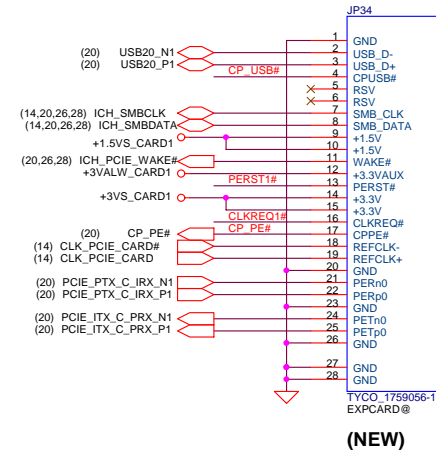 JP34
1 GND
(20) USB20_N1 2 USB_D-
(20) USB20_P1 3 USB_D+
CP_USB# 4 CPUSB#
5 RSV
6 RSV
(14,20,26,28) ICH_SMBCLK 7 SMB_CLK
(14,20,26,28) ICH_SMBDATA 8 SMB_DATA
+1.5VS_CARD1 9 +1.5V
10 +1.5V
(20,26,28) ICH_PCIE_WAKE# 11 WAKE#
+3VALW_CARD1 12 +3.3VAUX
PERST1# 13 PERST#
+3VS_CARD1 14 +3.3V
15 +3.3V
CLKREQ1# 16 CLKREQ#
(20) CP_PE# CP_PE# 17 CPPE#
(14) CLK_PCIE_CARD# 18 REFCLK-
(14) CLK_PCIE_CARD 19 REFCLK+
20 GND
(20) PCIE_PTX_C_IRX_N1 21 PERn0
(20) PCIE_PTX_C_IRX_P1 22 PERp0
23 GND
(20) PCIE_ITX_C_PRX_N1 24 PETn0
(20) PCIE_ITX_C_PRX_P1 25 PETp0
26 GND
27 GND
28 GND
TYCO_1759056-1
EXPCARD@
(NEW)